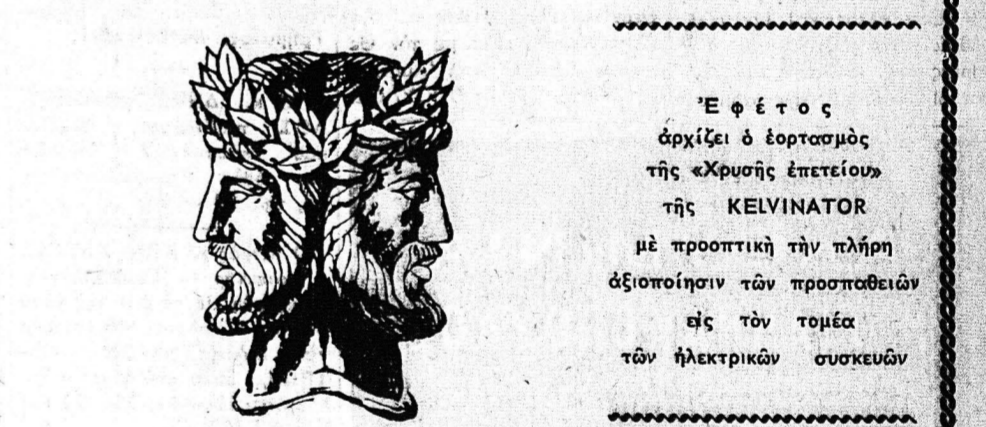 Ἐφέτος
ἀρχίζει ὁ ἑορτασμὸς
τῆς «Χρυσῆς ἐπετείου»
τῆς KELVINATOR
μὲ προοπτικὴ τὴν πλήρη
ἀξιοποίησιν τῶν προσπαθειῶν
εἰς τὸν τομέα
τῶν ἠλεκτρικῶν συσκευῶν